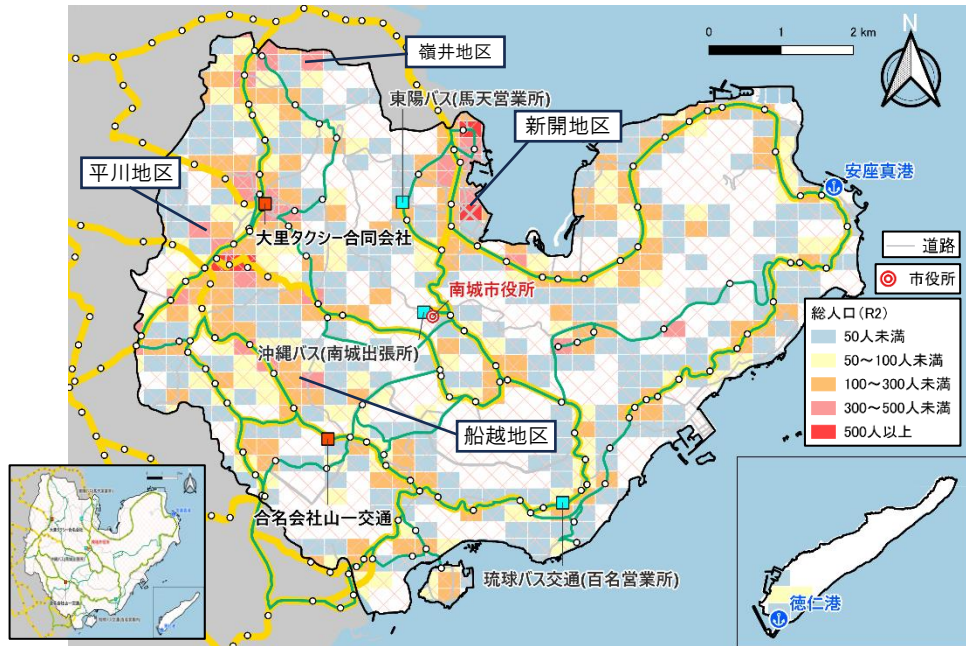 N
0 1 2 km
嶺井地区
東陽バス(馬天営業所)
新開地区
平川地区
安座真港
大里タクシー合同会社
道路
市役所
南城市役所
総人口(R2)
50人未満
50～100人未満
100～300人未満
300～500人未満
500人以上
沖縄バス(南城出張所)
船越地区
合名会社山一交通
琉球バス交通(百名営業所)
徳仁港